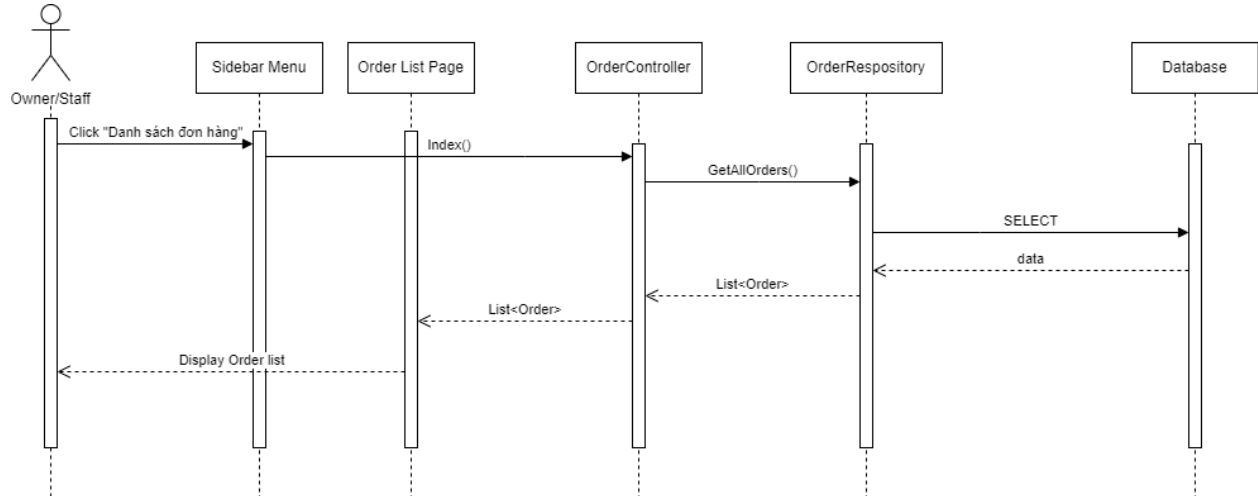 Sidebar Menu
Order List Page
OrderController
OrderRespository
Database
Owner/Staff
Click "Danh sách đơn hàng"
Index()
GetAllOrders()
SELECT
data
List<Order>
List<Order>
Display Order list